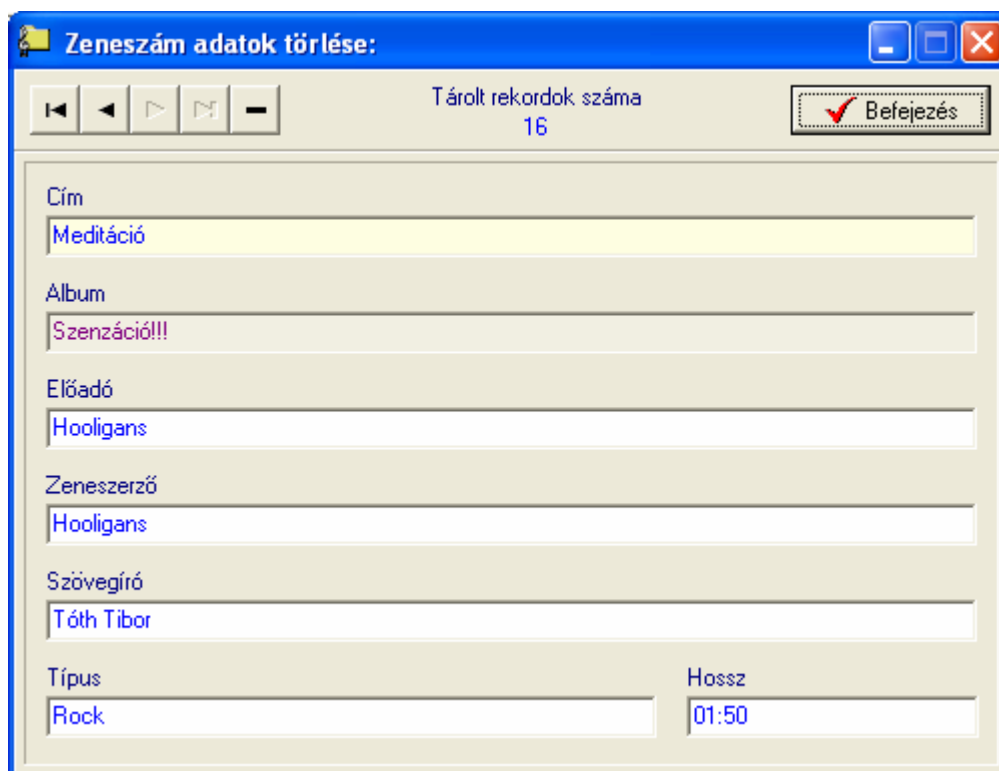 Zeneszám adatok törlése:
Tárolt rekordok száma
16
Befejezés
Cím
Meditáció
Album
Szenzáció!!!
Előadó
Hooligans
Zeneszerző
Hooligans
Szövegíró
Tóth Tibor
Típus
Hossz
Rock
01:50